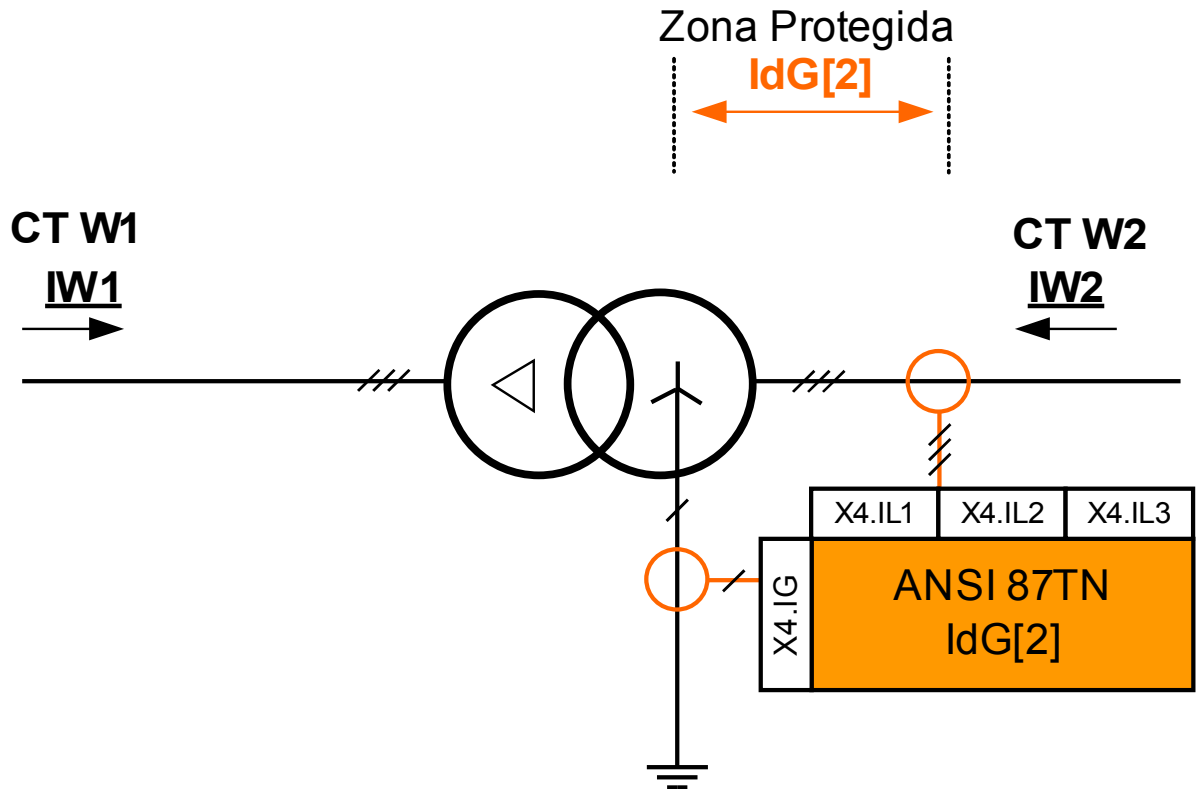 Zona Protegida
IdG[2]
CT W1
IW1
CT W2
IW2
X4.IL1
X4.IL2
X4.IL3
X4.IG
ANSI 87TN
IdG[2]